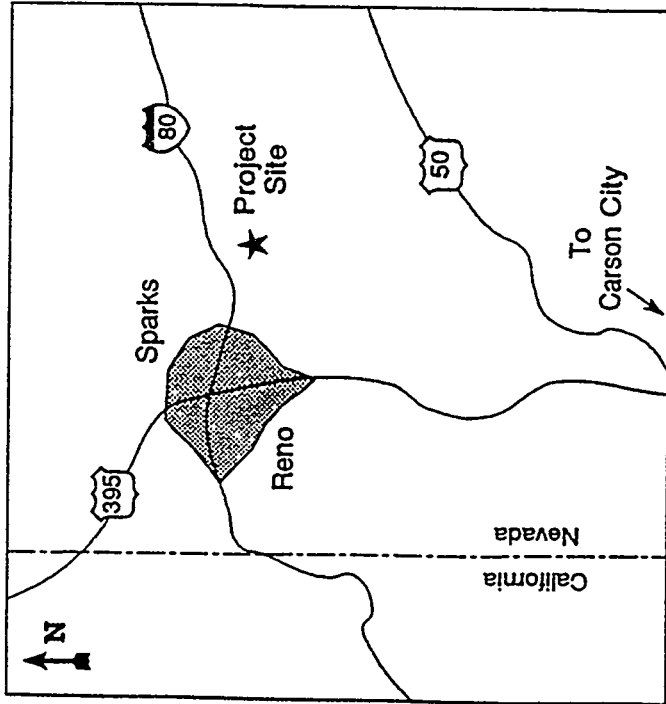 N
395
80
Sparks
Project
Site
Reno
50
California
Nevada
To
Carson City